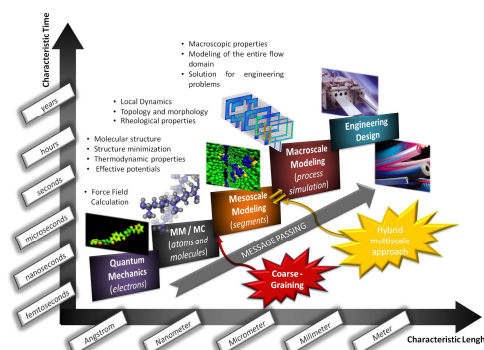 Characteristic Time
years
hours
seconds
microseconds
nanoseconds
femtoseconds
• Macroscopic properties
• Modeling of the entire flow
domain
• Solution for engineering
problems
• Local Dynamics
• Topology and morphology
• Rheological properties
• Molecular structure
• Structure minimization
• Thermodynamic properties
• Effective potentials
• Force Field
Calculation
Quantum
Mechanics
(electrons)
MM / MC
(atoms and
molecules)
Mesoscale
Modeling
(segments)
Macroscale
Modeling
(process
simulation)
Engineering
Design
MESSAGE PASSING
Coarse -
Graining
Hybrid
multiscale
approach
Angstrom
Nanometer
Micrometer
Milimeter
Meter
Characteristic Lenght